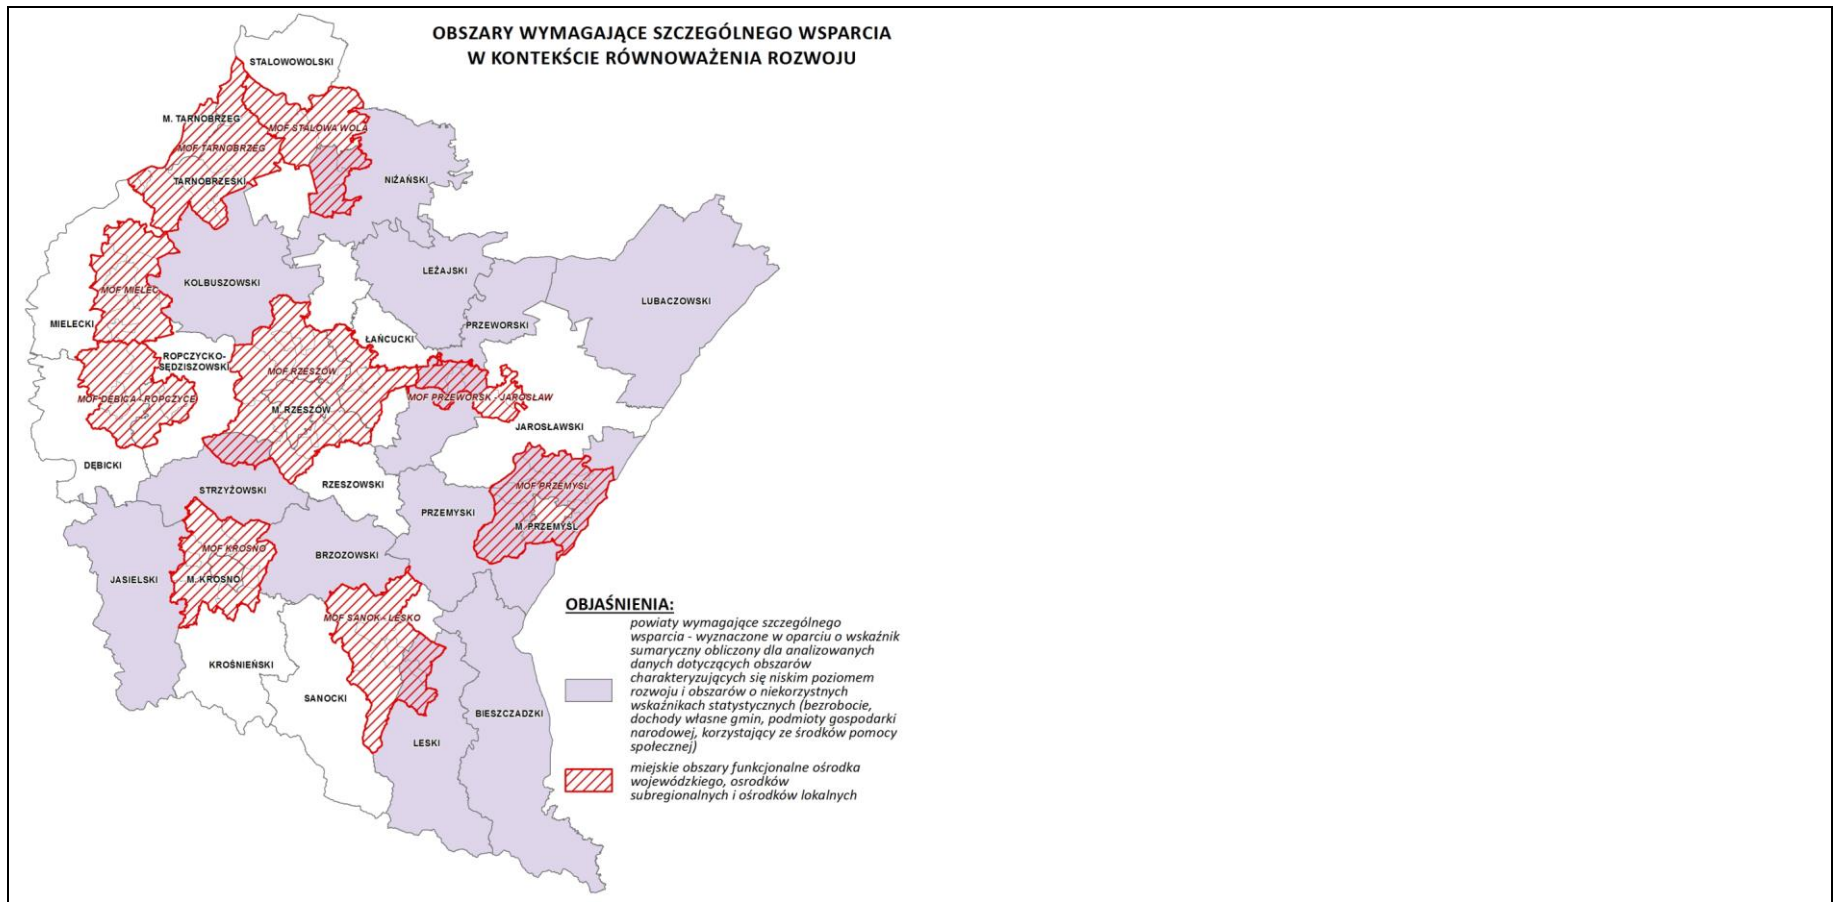 OBSZARY WYMAGAJĄCE SZCZEGÓLNEGO WSPARCIA
W KONTEKŚCIE RÓWNOWAŻENIA ROZWOJU
STALOWOWOLSKI
M. TARNOBRZEG
MOF STALOWA WOLA
MOF TARNOBRZEG
TARNOBRZESKI
NIŻAŃSKI
LEŻAJSKI
KOLBUSZOWSKI
MOF MIELEC
LUBACZOWSKI
MIELECKI
PRZEWORSKI
ŁAŃCUCKI
ROPCZYCKO-
SĘDZISZOWSKI
MOF RZESZÓW
MOF DĘBICA - ROPCZYCE
MOF PRZEWORSK - JAROSŁAW
M. RZESZÓW
JAROSŁAWSKI
DĘBICKI
STRZYŻOWSKI
RZESZOWSKI
MOF PRZEMYŚL
PRZEMYSKI
M. PRZEMYŚL
MOF KROSNO
BRZOZOWSKI
JASIELSKI
M. KROSNO
MOF SANOK - LESKO
KROŚNIEŃSKI
SANOCKI
BIESZCZADZKI
LESKI
OBJAŚNIENIA:
powiaty wymagające szczególnego
wsparcia - wyznaczone w oparciu o wskaźnik
sumaryczny obliczony dla analizowanych
danych dotyczących obszarów
charakteryzujących się niskim poziomem
rozwoju i obszarów o niekorzystnych
wskaźnikach statystycznych (bezrobocie,
dochody własne gmin, podmioty gospodarki
narodowej, korzystający ze środków pomocy
społecznej)
miejskie obszary funkcjonalne ośrodka
wojewódzkiego, osrodków
subregionalnych i ośrodków lokalnych